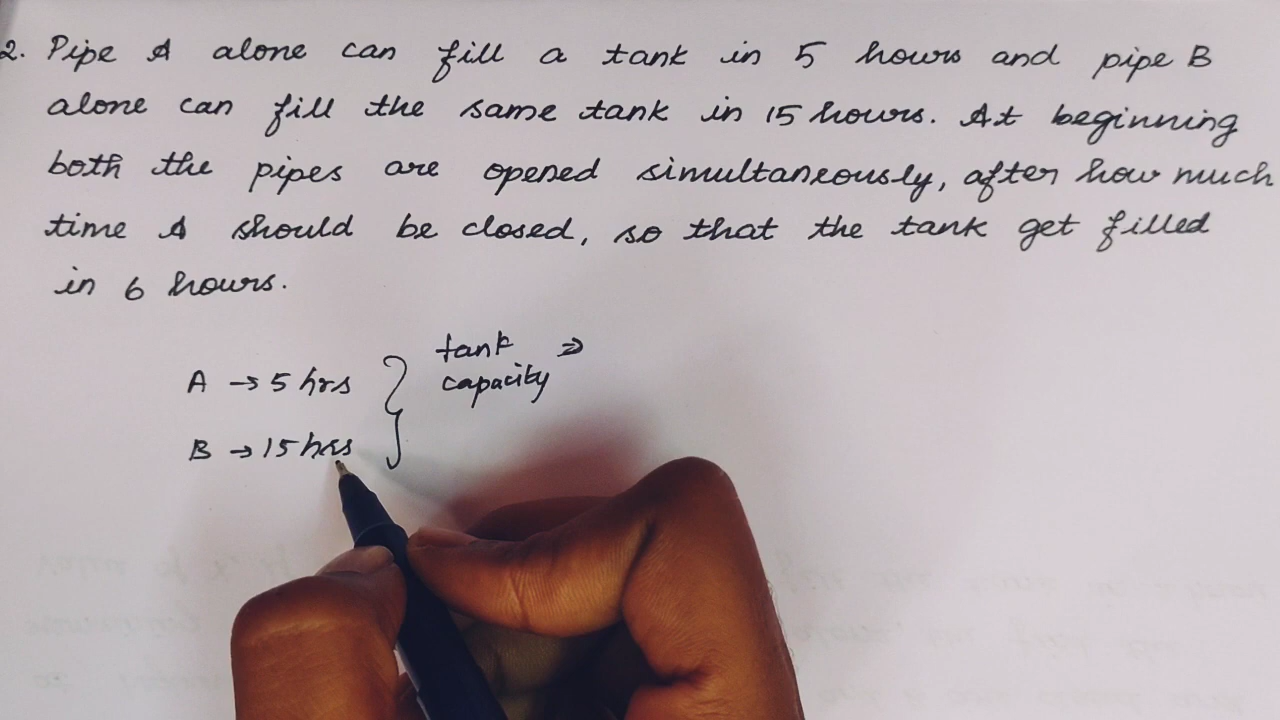 2. Pipe A alone can fill a tank in 5 hours and pipe B
alone can fill the same tank in 15 hours. At beginning
both the pipes are opened simultaneously, after how much
time A should be closed, so that the tank get filled
in 6 hours.
tank ⇒
capacity
A → 5 hrs
B → 15 hrs